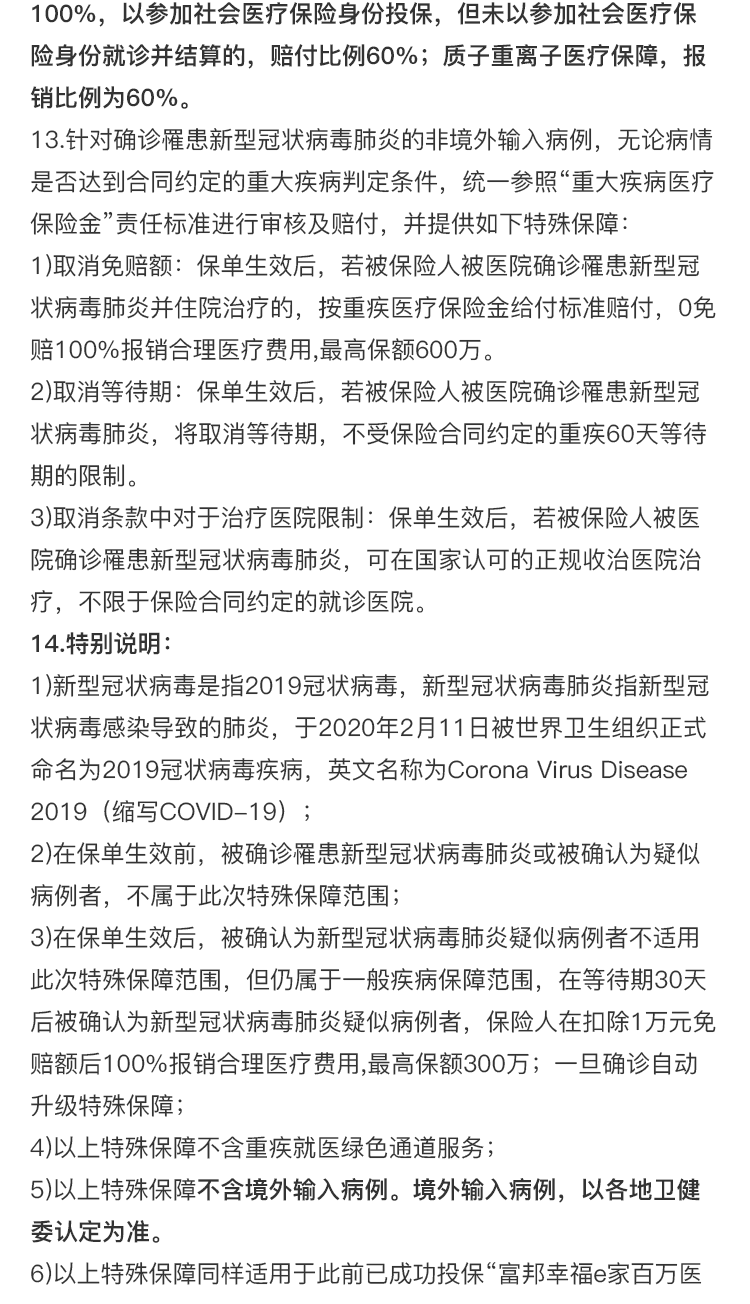 100%，以参加社会医疗保险身份投保，但未以参加社会医疗保
险身份就诊并结算的，赔付比例60%；质子重离子医疗保障，报
销比例为60%。
13.针对确诊罹患新型冠状病毒肺炎的非境外输入病例，无论病情
是否达到合同约定的重大疾病判定条件，统一参照“重大疾病医疗
保险金”责任标准进行审核及赔付，并提供如下特殊保障：
1)取消免赔额：保单生效后，若被保险人被医院确诊罹患新型冠
状病毒肺炎并住院治疗的，按重疾医疗保险金给付标准赔付，0免
赔100%报销合理医疗费用,最高保额600万。
2)取消等待期：保单生效后，若被保险人被医院确诊罹患新型冠
状病毒肺炎，将取消等待期，不受保险合同约定的重疾60天等待
期的限制。
3)取消条款中对于治疗医院限制：保单生效后，若被保险人被医
院确诊罹患新型冠状病毒肺炎，可在国家认可的正规收治医院治
疗，不限于保险合同约定的就诊医院。
14.特别说明：
1)新型冠状病毒是指2019冠状病毒，新型冠状病毒肺炎指新型冠
状病毒感染导致的肺炎，于2020年2月11日被世界卫生组织正式
命名为2019冠状病毒疾病，英文名称为Corona Virus Disease
2019（缩写COVID-19）；
2)在保单生效前，被确诊罹患新型冠状病毒肺炎或被确认为疑似
病例者，不属于此次特殊保障范围；
3)在保单生效后，被确认为新型冠状病毒肺炎疑似病例者不适用
此次特殊保障范围，但仍属于一般疾病保障范围，在等待期30天
后被确认为新型冠状病毒肺炎疑似病例者，保险人在扣除1万元免
赔额后100%报销合理医疗费用,最高保额300万；一旦确诊自动
升级特殊保障；
4)以上特殊保障不含重疾就医绿色通道服务；
5)以上特殊保障不含境外输入病例。境外输入病例，以各地卫健
委认定为准。
6)以上特殊保障同样适用于此前已成功投保“富邦幸福e家百万医